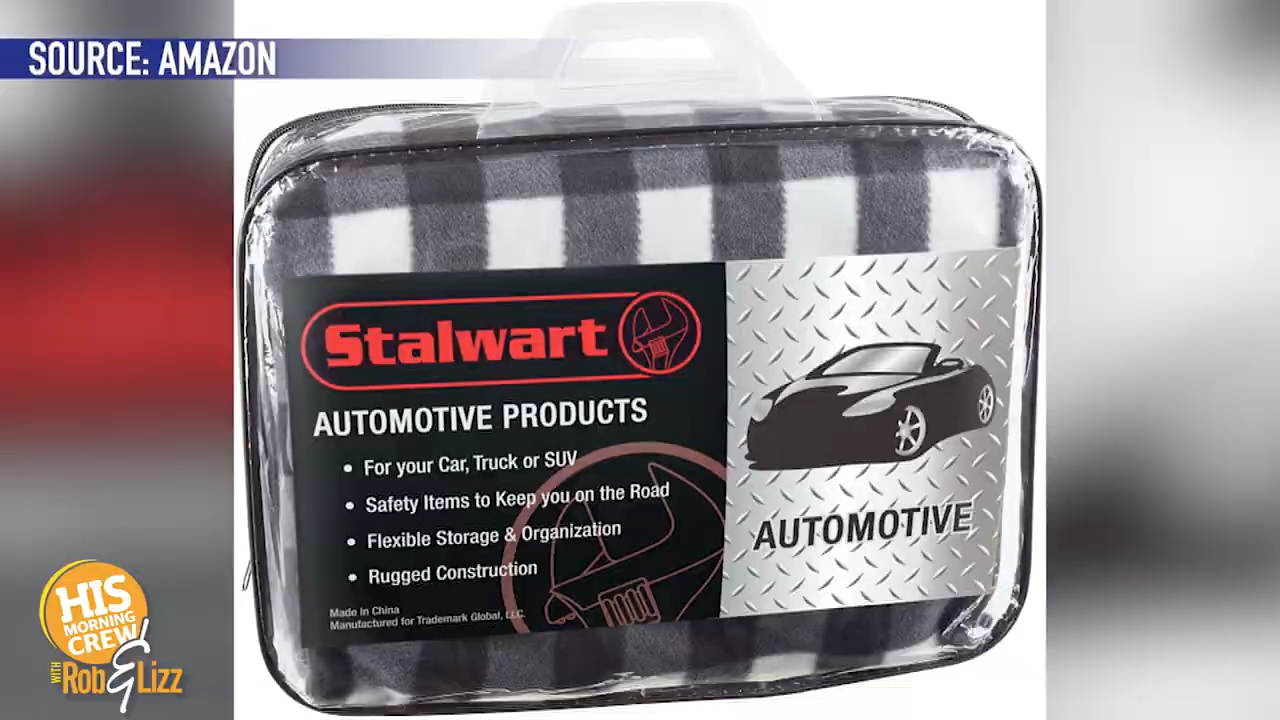 SOURCE: AMAZON
Stalwart
AUTOMOTIVE PRODUCTS
• For your Car, Truck or SUV
• Safety Items to Keep you on the Road
• Flexible Storage & Organization
• Rugged Construction
Made in China
Manufactured for Trademark Global, LLC.
AUTOMOTIVE
HIS
MORNING
CREW
WITH Rob & Lizz